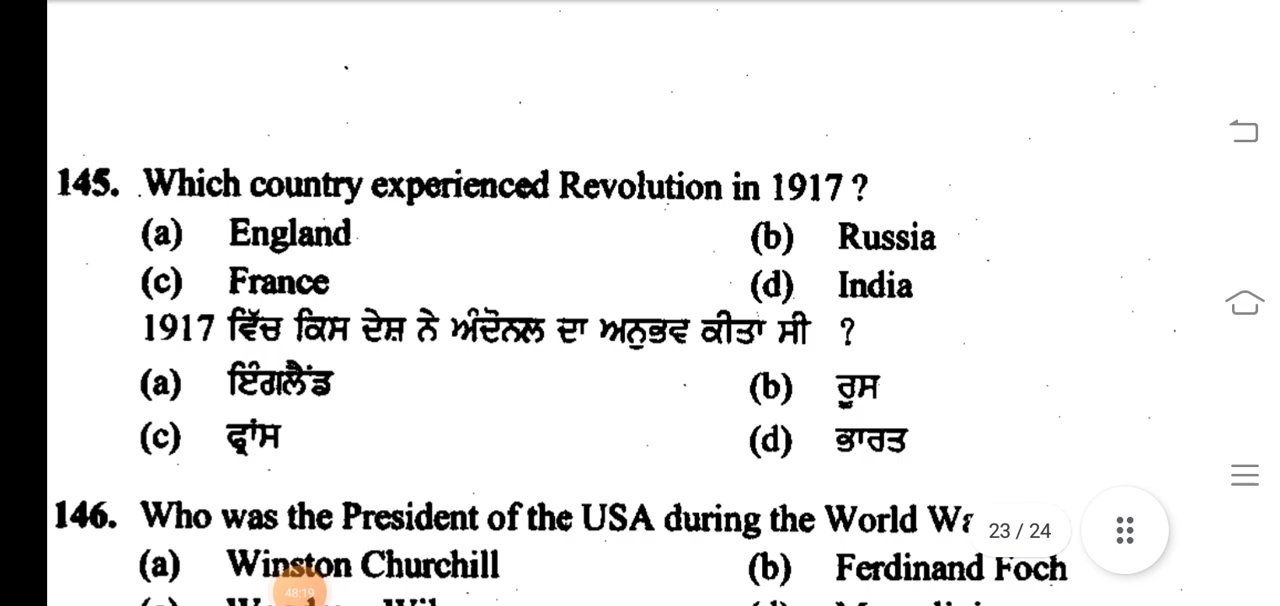 145. Which country experienced Revolution in 1917 ?
(a) England (b) Russia
(c) France (d) India
1917 ਵਿੱਚ ਕਿਸ ਦੇਸ਼ ਨੇ ਅੰਦੋਨਲ ਦਾ ਅਨੁਭਵ ਕੀਤਾ ਸੀ ?
(a) ਇੰਗਲੈਂਡ (b) ਰੂਸ
(c) ਫ੍ਰਾਂਸ (d) ਭਾਰਤ
146. Who was the President of the USA during the World
23 / 24
(a) Winston Churchill (b) Ferdinand Foch
48:19